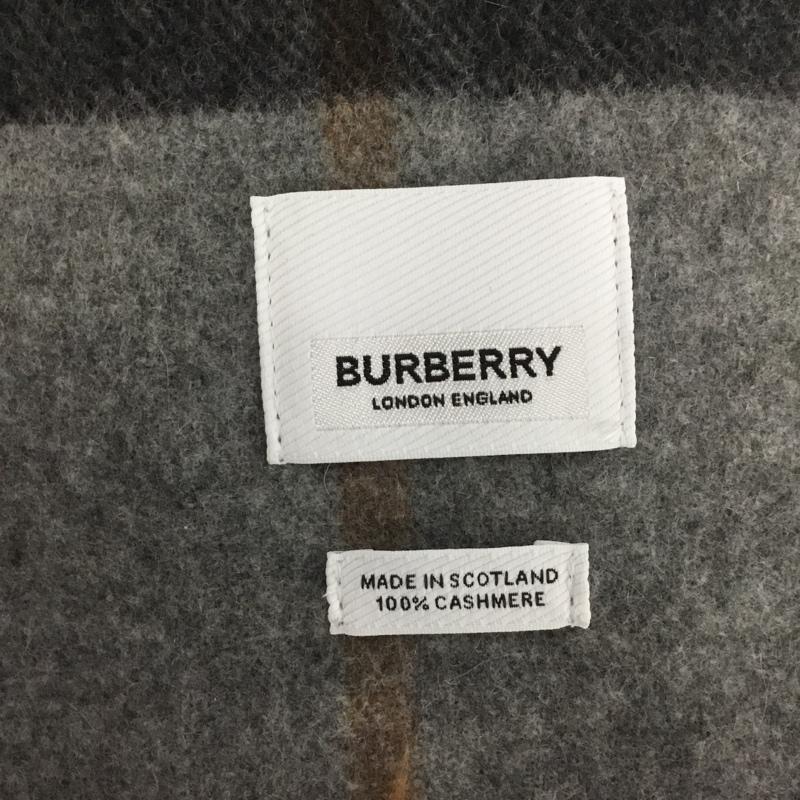 BURBERRY
LONDON ENGLAND
MADE IN SCOTLAND
100% CASHMERE